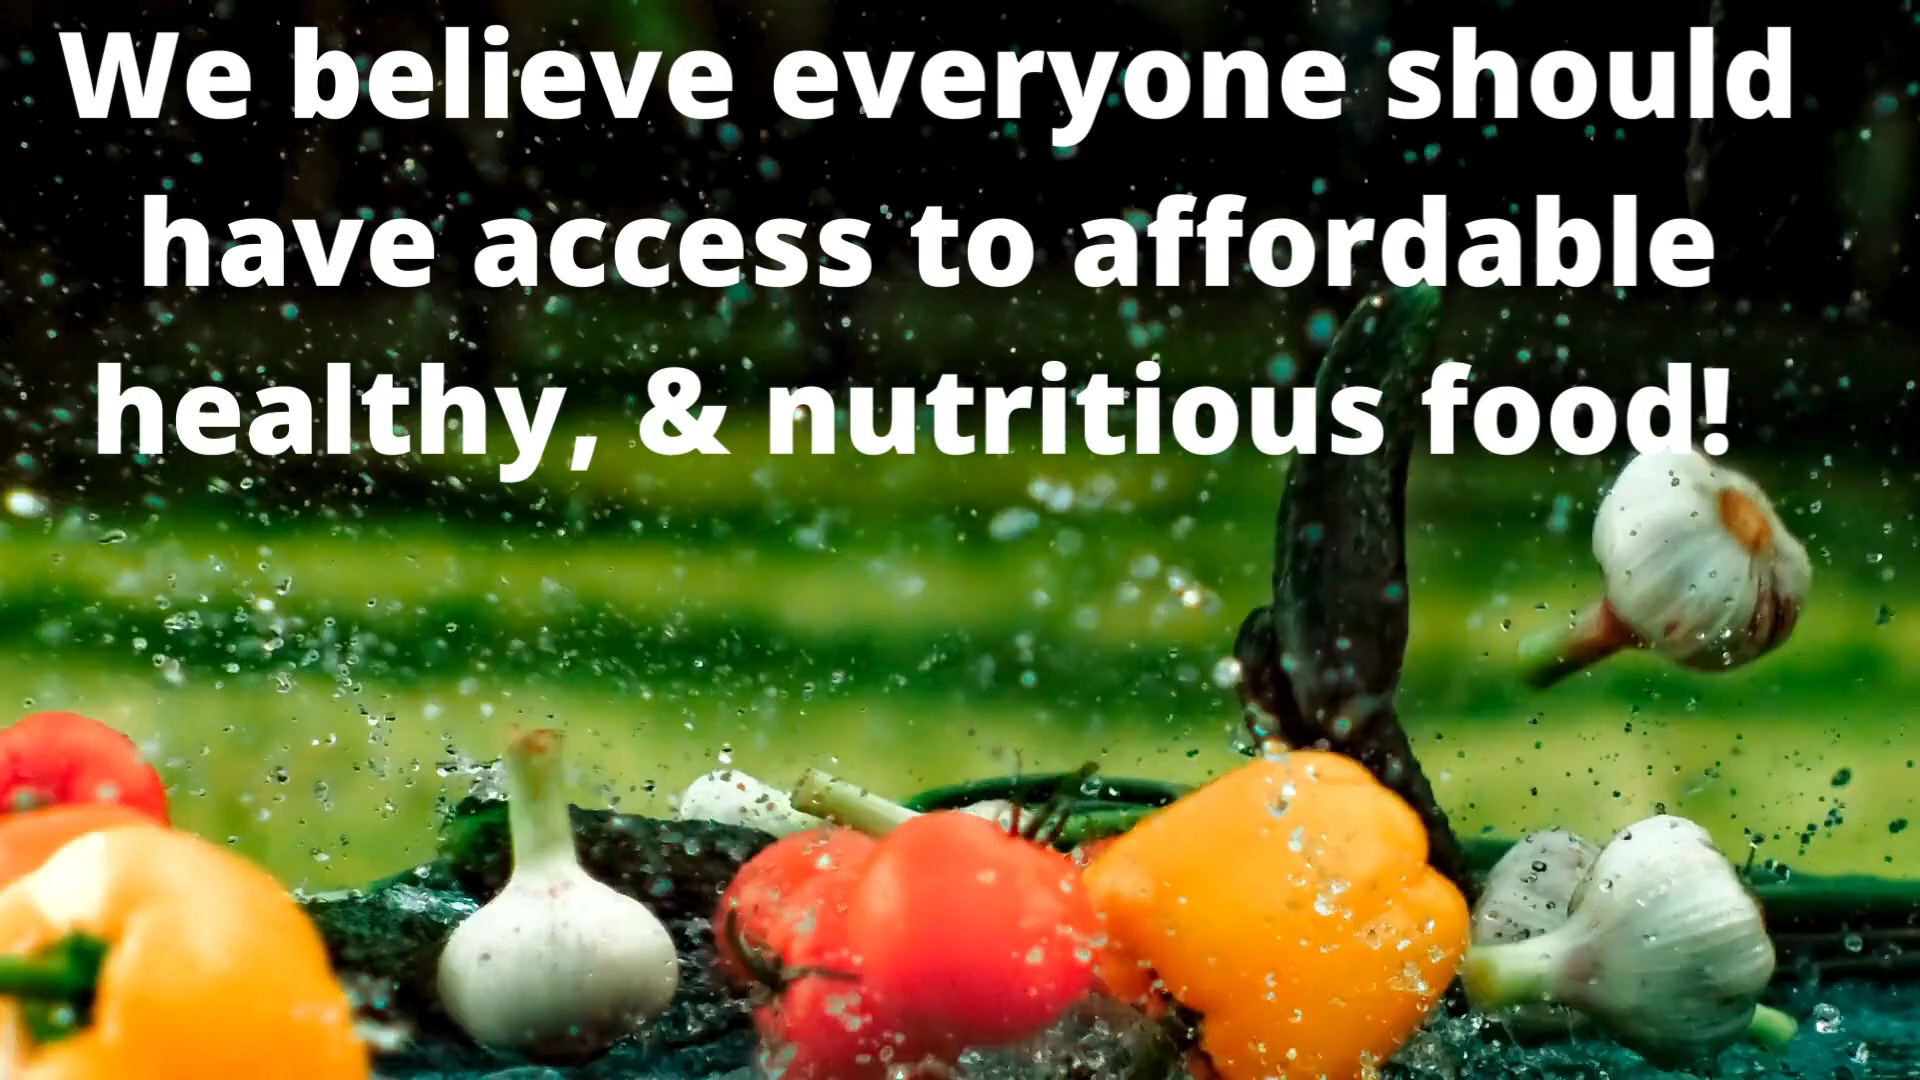 We believe everyone should
have access to affordable
healthy, & nutritious food!